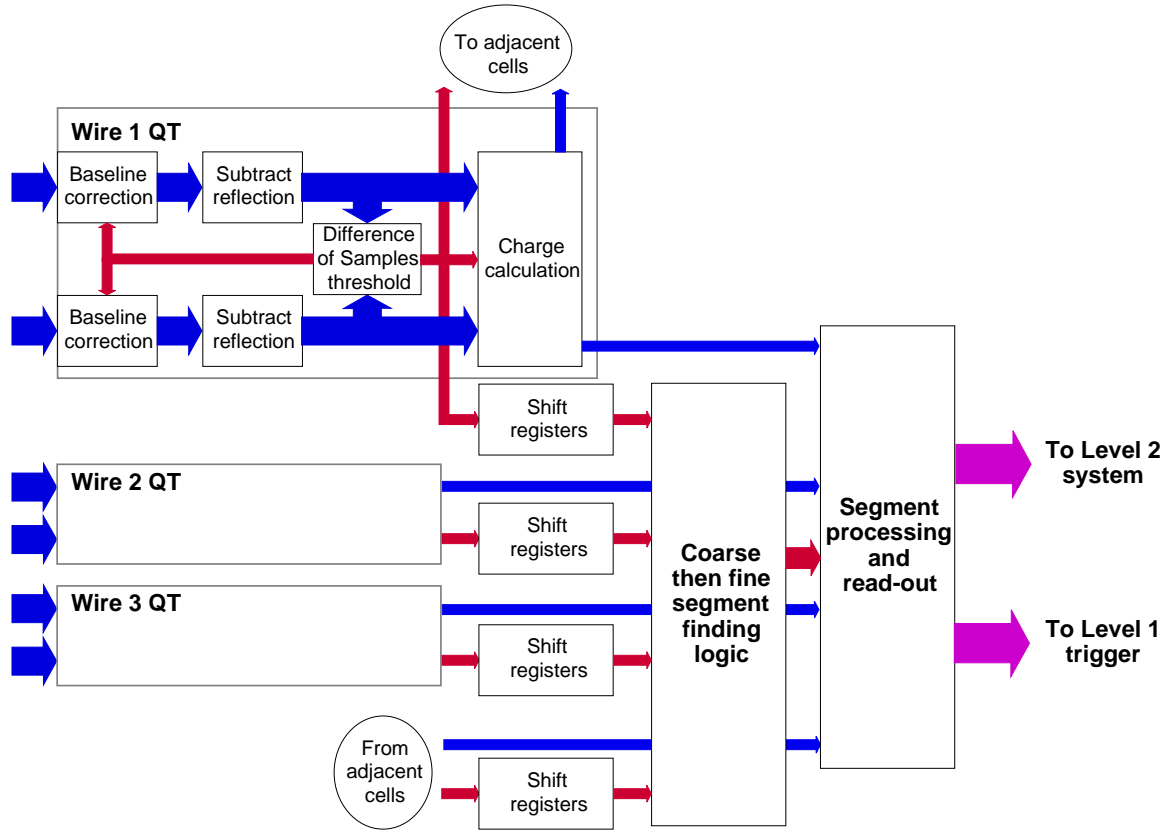 To adjacent
cells
Wire 1 QT
Baseline
correction
Subtract
reflection
Difference
of Samples
threshold
Charge
calculation
Baseline
correction
Subtract
reflection
Shift
registers
Wire 2 QT
Shift
registers
Wire 3 QT
Shift
registers
From
adjacent
cells
Shift
registers
Coarse
then fine
segment
finding
logic
Segment
processing
and
read-out
To Level 2
system
To Level 1
trigger